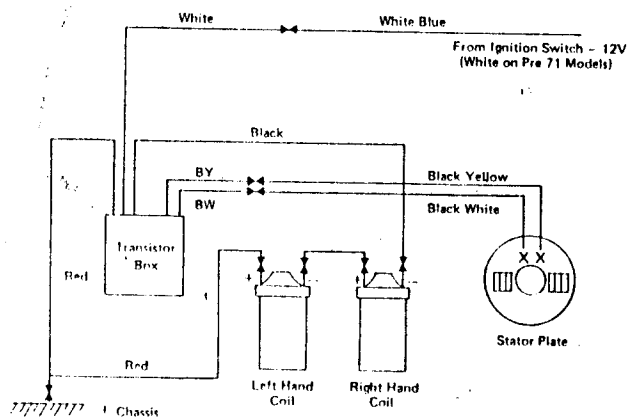 White
White Blue
From Ignition Switch - 12V
(White on Pre 71 Models)
Black
BY
Black Yellow
BW
Black White
Transistor
Box
Red
+
-
+
-
Stator Plate
Red
Left Hand
Coil
Right Hand
Coil
Chassis